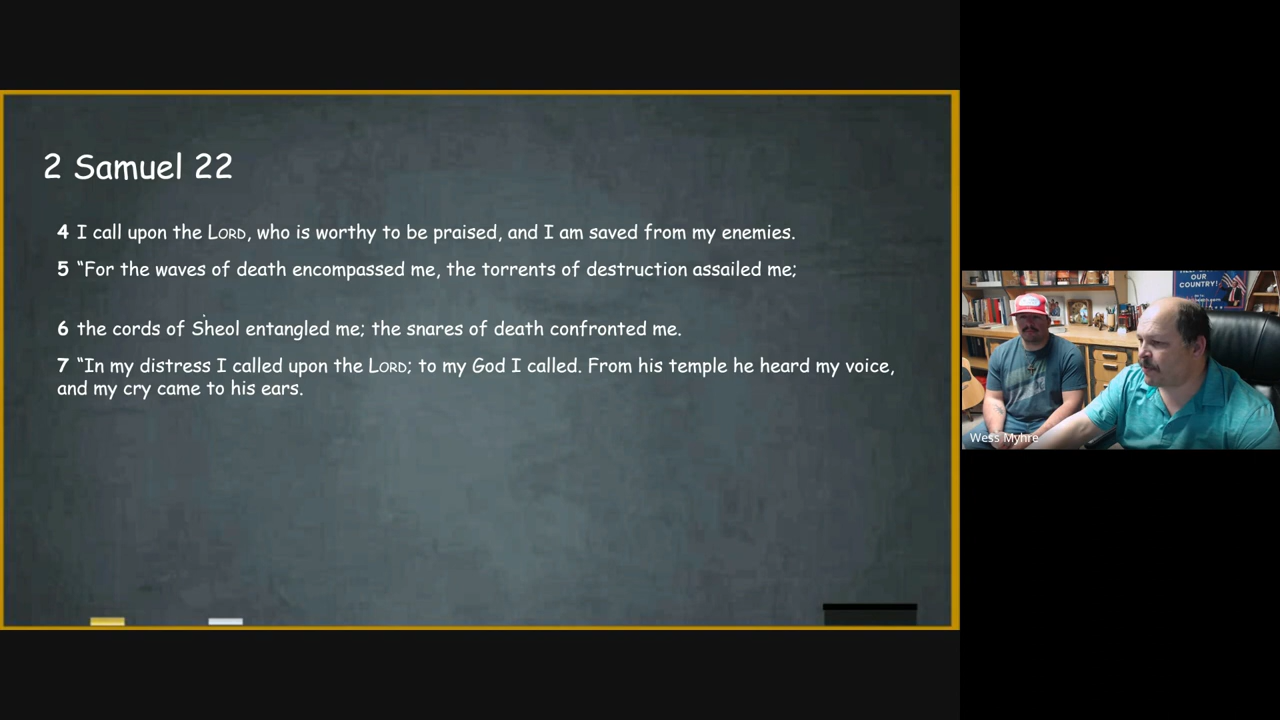 2 Samuel 22
4 I call upon the LORD, who is worthy to be praised, and I am saved from my enemies.
5 “For the waves of death encompassed me, the torrents of destruction assailed me;
6 the cords of Sheol entangled me; the snares of death confronted me.
7 “In my distress I called upon the LORD; to my God I called. From his temple he heard my voice,
and my cry came to his ears.
OUR
COUNTRY!
Wess Myhre